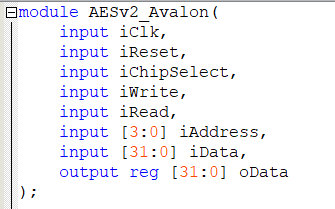 module AESv2_Avalon(
input iClk,
input iReset,
input iChipSelect,
input iWrite,
input iRead,
input [3:0] iAddress,
input [31:0] iData,
output reg [31:0] oData
);